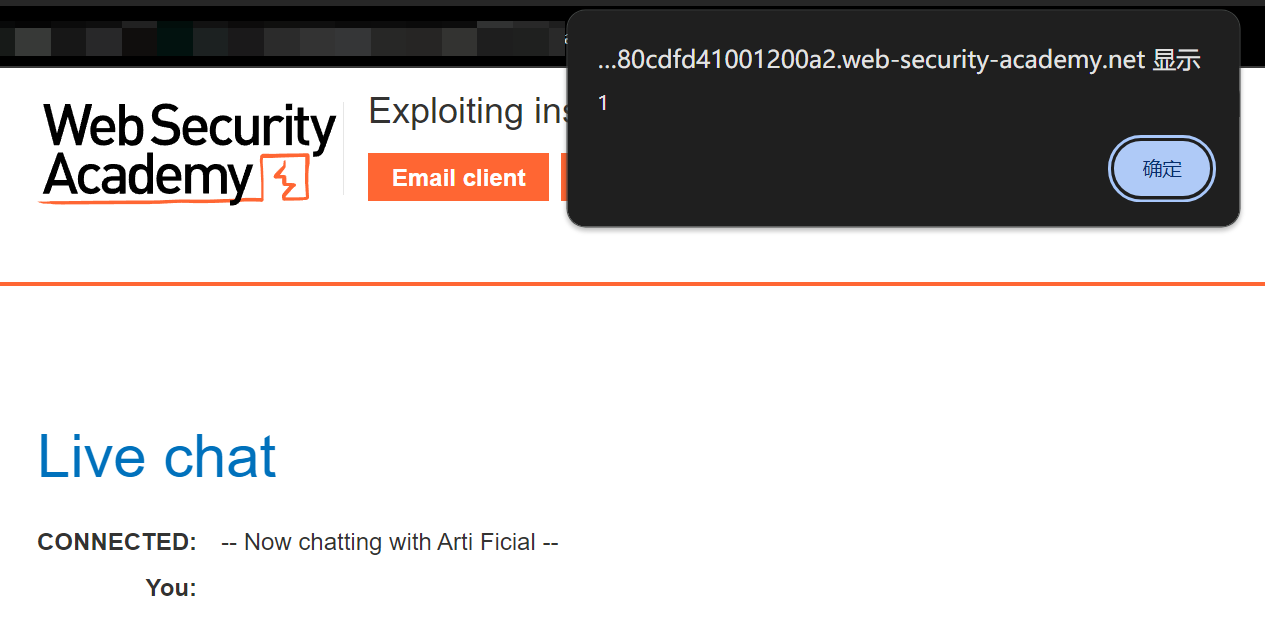 ...80cdfd41001200a2.web-security-academy.net 显示
1
确定
Web Security
Academy
Exploiting ins
Email client
Live chat
CONNECTED: -- Now chatting with Arti Ficial --
You: